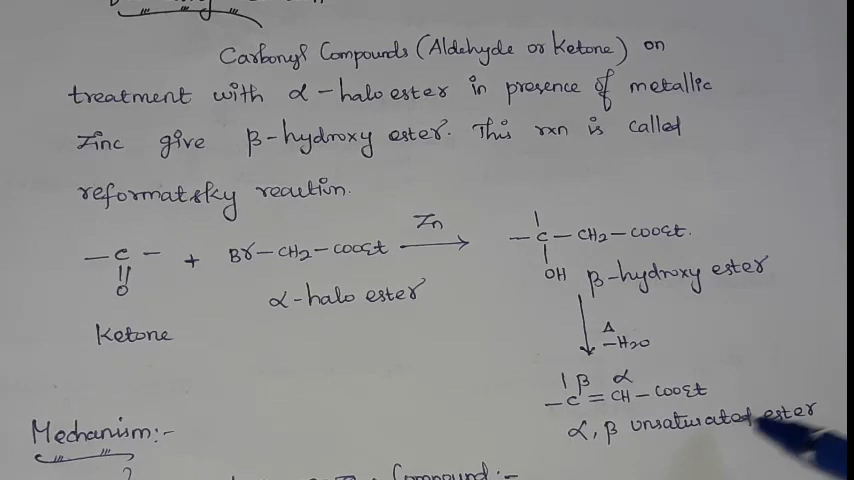 Carbonyl Compounds (Aldehyde or Ketone) on
treatment with α-halo ester in presence of metallic
Zinc give β-hydroxy ester. This rxn is called
reformatsky reaction.
Zn
— C — + Br — CH2 — COOEt ⟶ — C — CH2 — COOEt.
O
OH β-hydroxy ester
α-halo ester
Ketone
Δ
-H2O
β α
— C = CH — COOEt
α, β unsaturated ester
Mechanism:-
Compound:-